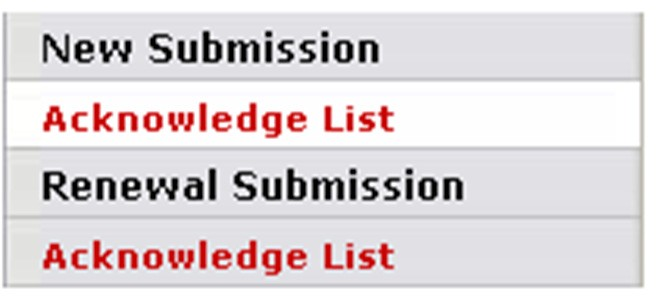 New Submission
Acknowledge List
Renewal Submission
Acknowledge List